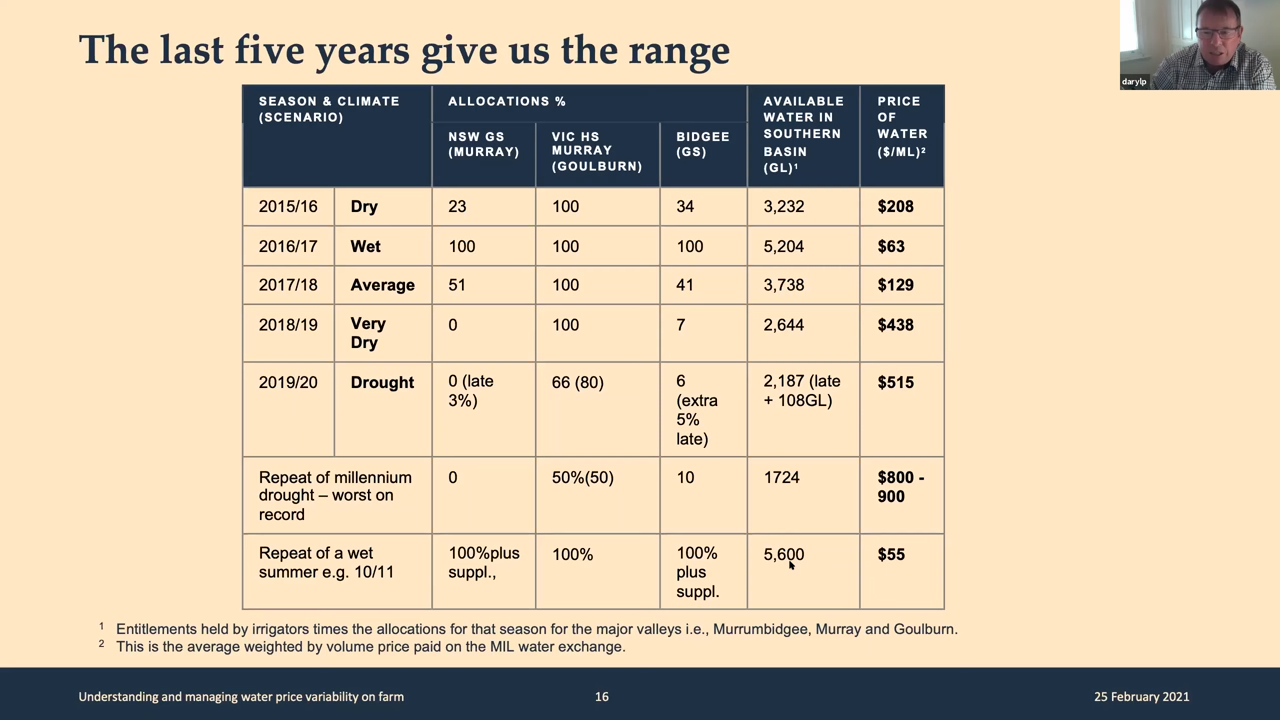 The last five years give us the range
darylp
SEASON & CLIMATE
(SCENARIO)
ALLOCATIONS %
AVAILABLE
WATER IN
SOUTHERN
BASIN
(GL)¹
PRICE
OF
WATER
($/ML)²
NSW GS
(MURRAY)
VIC HS
MURRAY
(GOULBURN)
BIDGEE
(GS)
2015/16 Dry 23 100 34 3,232 $208
2016/17 Wet 100 100 100 5,204 $63
2017/18 Average 51 100 41 3,738 $129
2018/19 Very 0 100 7 2,644 $438
Dry
2019/20 Drought 0 (late 66 (80) 6 2,187 (late $515
3%) (extra + 108GL)
5%
late)
Repeat of millennium 0 50%(50) 10 1724 $800 -
drought – worst on 900
record
Repeat of a wet 100%plus 100% 100% 5,600 $55
summer e.g. 10/11 suppl., plus
suppl.
¹ Entitlements held by irrigators times the allocations for that season for the major valleys i.e., Murrumbidgee, Murray and Goulburn.
² This is the average weighted by volume price paid on the MIL water exchange.
Understanding and managing water price variability on farm 16 25 February 2021